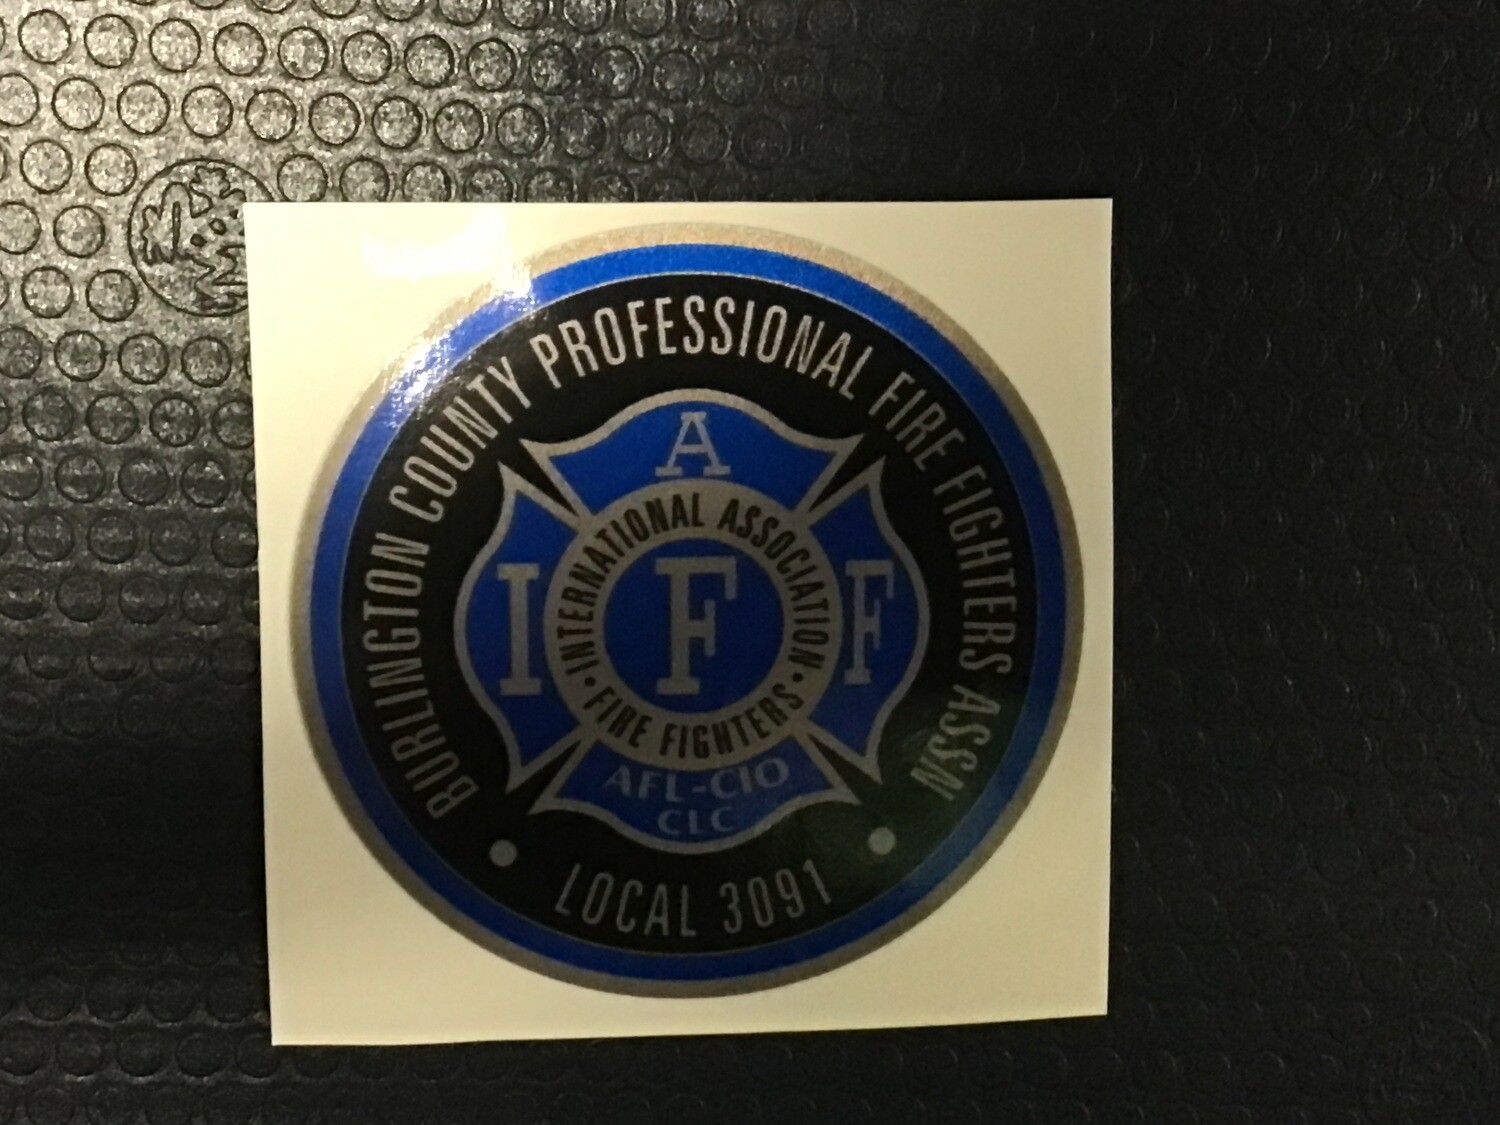 BURLINGTON COUNTY PROFESSIONAL FIRE FIGHTERS ASSN
A
INTERNATIONAL ASSOCIATION
I F F
• FIRE FIGHTERS •
AFL-CIO
CLC
• LOCAL 3091 •